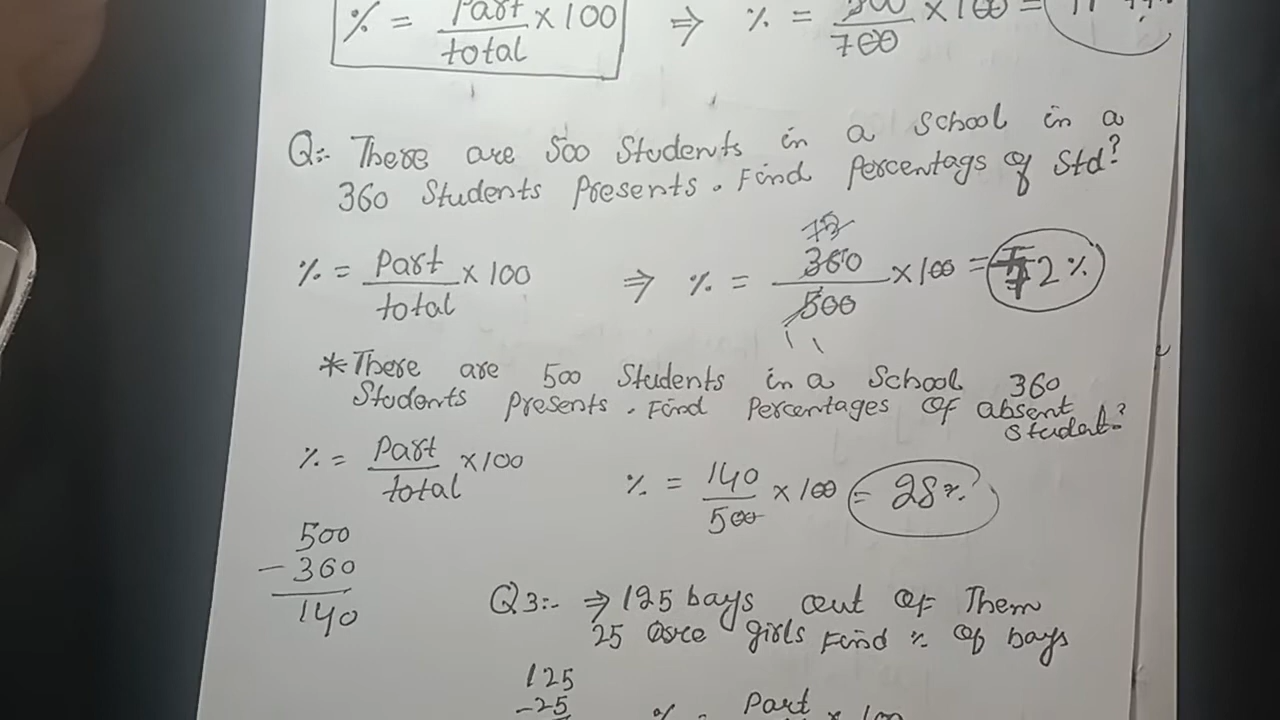 % = Part/total × 100 ⇒ % = /700 × 100 =
Q:- There are 500 Students in a School in a
360 Students Presents. Find Percentags of Std?
% = Part/total × 100 ⇒ % = 360/500 × 100 = 72%
72
* There are 500 Students in a School 360
Students Presents. Find Percentages of absent
Student?
% = Part/total × 100
% = 140/500 × 100 = 28%
500
- 360
140
Q3:- ⇒ 125 bays out of Them
25 are girls Find % of bays
125
-25
% = Part × 100